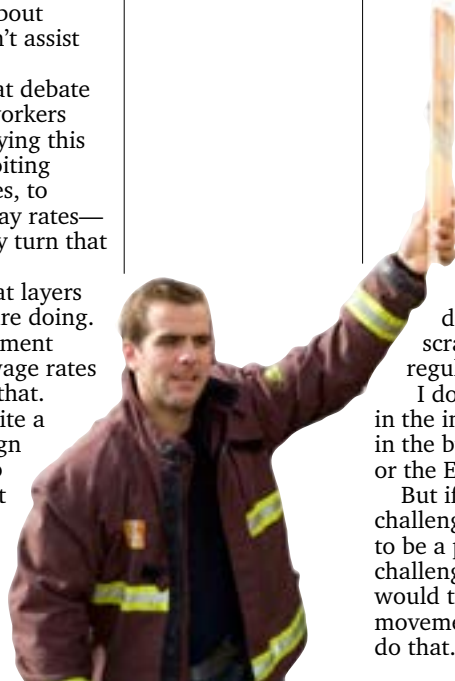 bout
n't assist
at debate
orkers
ying this
oiting
es, to
ay rates—
y turn that
at layers
re doing.
ment
age rates
that.
ite a
gn
o
t
d
scra
regul
I do
in the in
in the b
or the E
But if
challeng
to be a p
challeng
would t
moveme
do that.